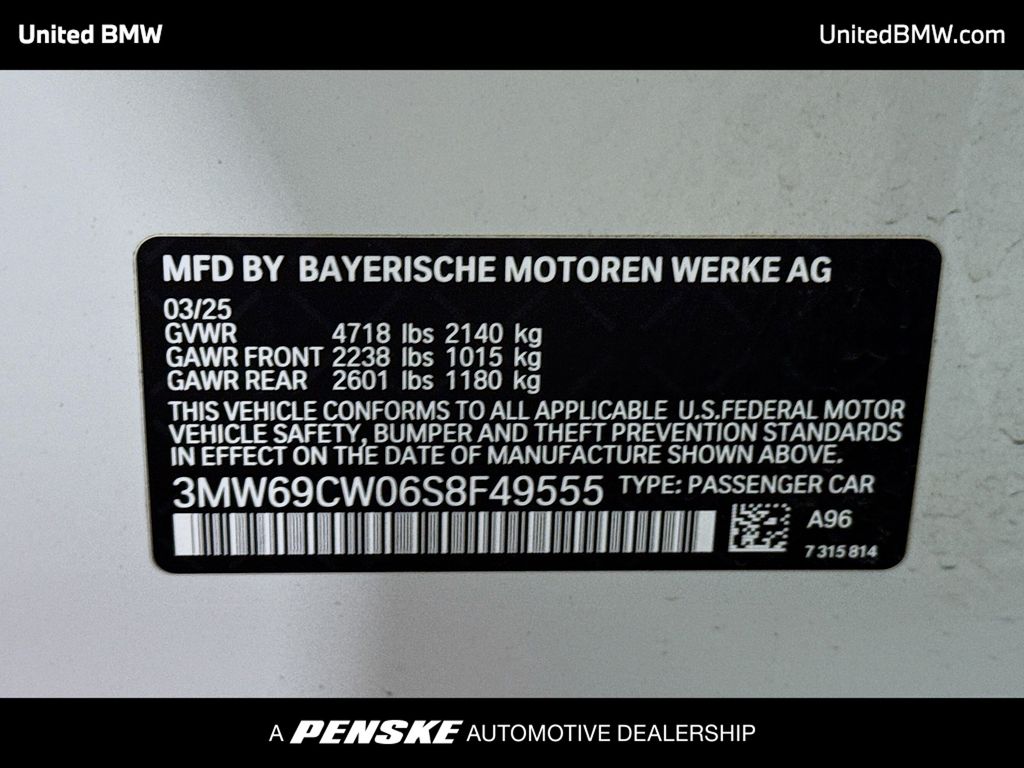 United BMW
UnitedBMW.com
MFD BY BAYERISCHE MOTOREN WERKE AG
03/25
GVWR 4718 lbs 2140 kg
GAWR FRONT 2238 lbs 1015 kg
GAWR REAR 2601 lbs 1180 kg
THIS VEHICLE CONFORMS TO ALL APPLICABLE U.S.FEDERAL MOTOR
VEHICLE SAFETY, BUMPER AND THEFT PREVENTION STANDARDS
IN EFFECT ON THE DATE OF MANUFACTURE SHOWN ABOVE.
3MW69CW06S8F49555 TYPE: PASSENGER CAR
A96
7 315 814
A PENSKE AUTOMOTIVE DEALERSHIP